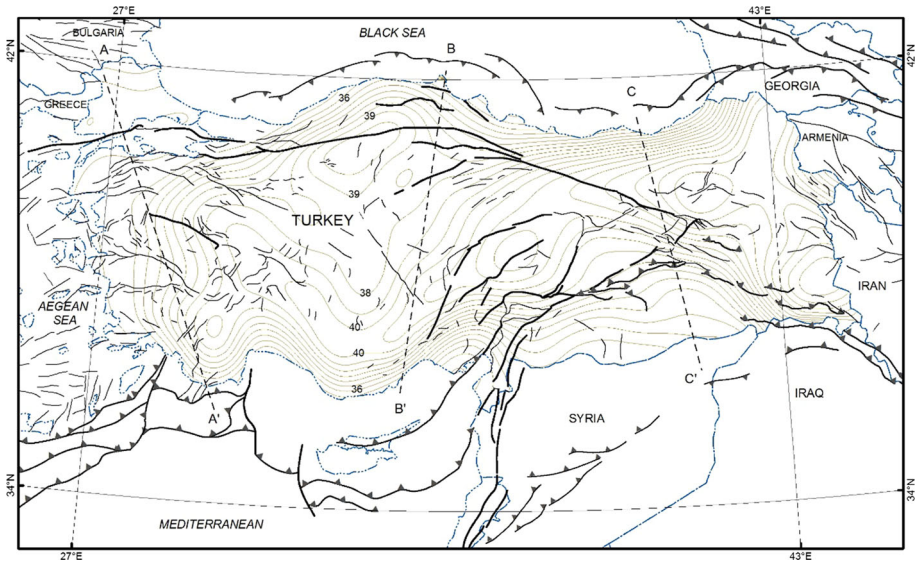 27°E
43°E
BULGARIA
BLACK SEA
42°N
42°N
A
B
C
GEORGIA
36
39
GREECE
ARMENIA
39
TURKEY
38
IRAN
AEGEAN
SEA
40
40
36
C'
IRAQ
B'
A'
SYRIA
34°N
34°N
MEDITERRANEAN
27°E
43°E